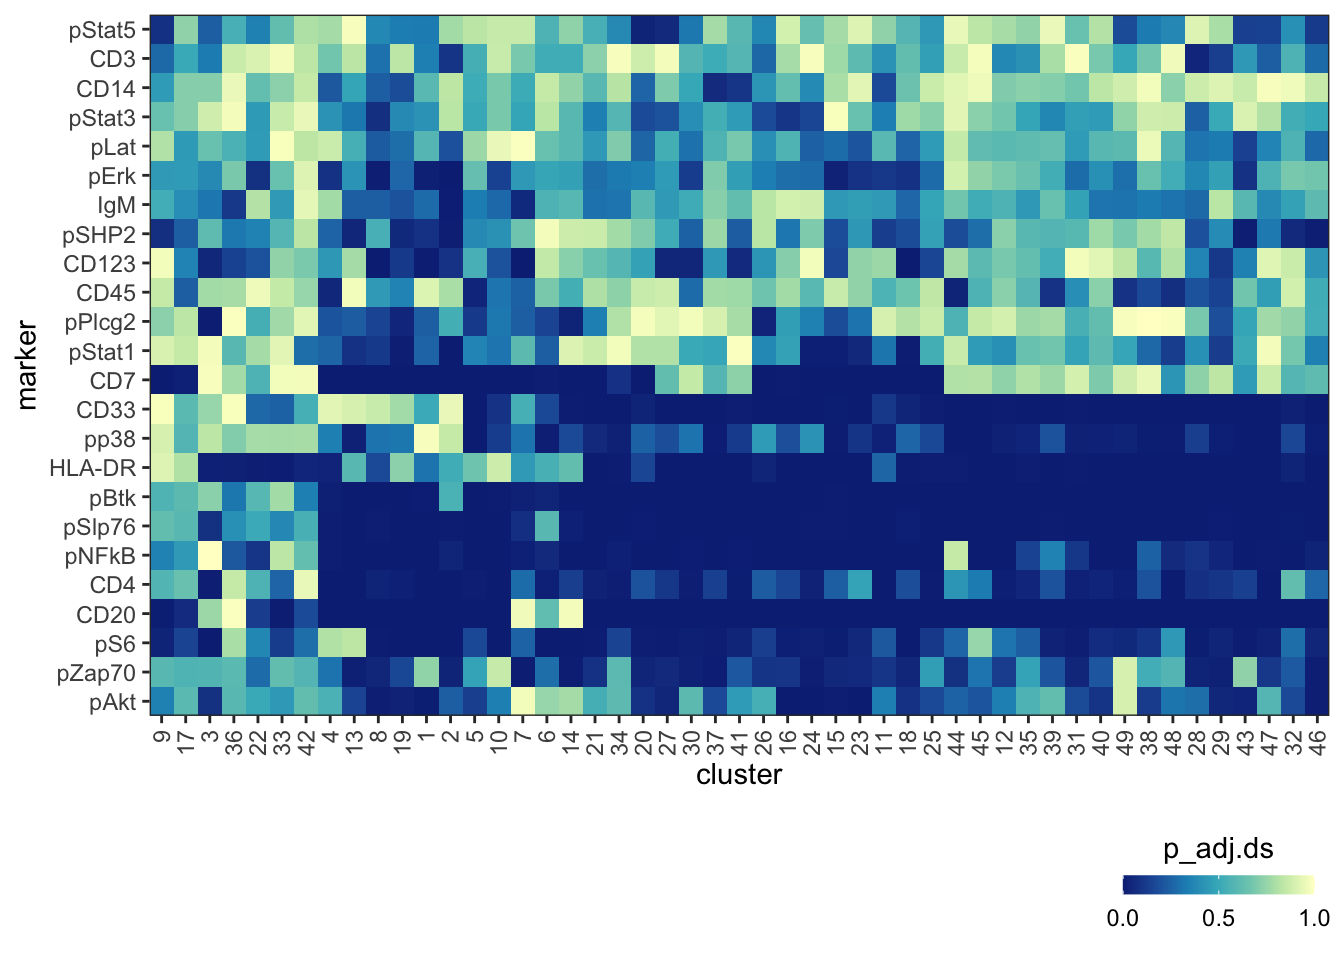 pStat5
CD3
CD14
pStat3
pLat
pErk
IgM
pSHP2
CD123
CD45
pPlcg2
pStat1
CD7
CD33
pp38
HLA-DR
pBtk
pSlp76
pNFkB
CD4
CD20
pS6
pZap70
pAkt
marker
9 17 3 36 22 33 42 4 13 8 19 1 2 5 10 7 6 14 21 34 20 27 30 37 41 26 16 24 15 23 11 18 25 44 45 12 35 39 31 40 49 38 48 28 29 43 47 32 46
cluster
p_adj.ds
0.0 0.5 1.0